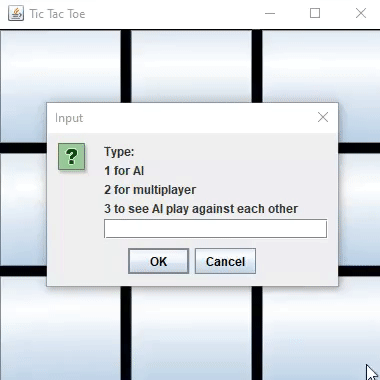 Tic Tac Toe
Input
?
Type:
1 for AI
2 for multiplayer
3 to see AI play against each other
OK
Cancel